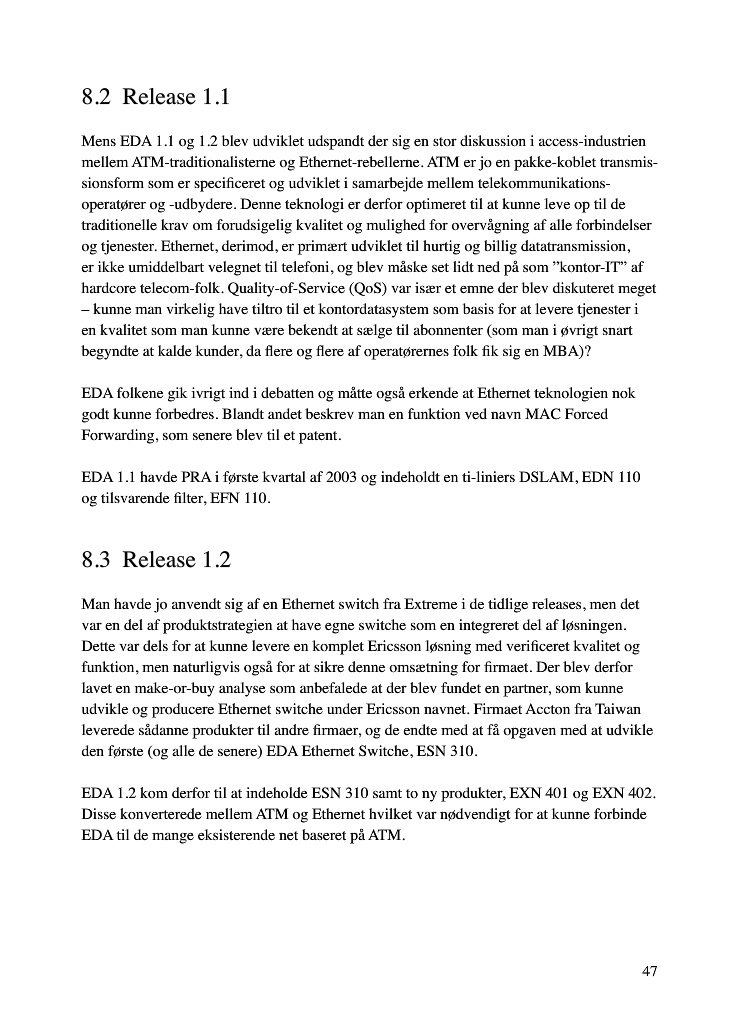 8.2 Release 1.1
Mens EDA 1.1 og 1.2 blev udviklet udspandt der sig en stor diskussion i access-industrien
mellem ATM-traditionalisterne og Ethernet-rebellerne. ATM er jo en pakke-koblet transmis-
sionsform som er specificeret og udviklet i samarbejde mellem telekommunikations-
operatører og -udbydere. Denne teknologi er derfor optimeret til at kunne leve op til de
traditionelle krav om forudsigelig kvalitet og mulighed for overvågning af alle forbindelser
og tjenester. Ethernet, derimod, er primært udviklet til hurtig og billig datatransmission,
er ikke umiddelbart velegnet til telefoni, og blev måske set lidt ned på som ”kontor-IT” af
hardcore telecom-folk. Quality-of-Service (QoS) var især et emne der blev diskuteret meget
– kunne man virkelig have tiltro til et kontordatasystem som basis for at levere tjenester i
en kvalitet som man kunne være bekendt at sælge til abonnenter (som man i øvrigt snart
begyndte at kalde kunder, da flere og flere af operatørernes folk fik sig en MBA)?
EDA folkene gik ivrigt ind i debatten og måtte også erkende at Ethernet teknologien nok
godt kunne forbedres. Blandt andet beskrev man en funktion ved navn MAC Forced
Forwarding, som senere blev til et patent.
EDA 1.1 havde PRA i første kvartal af 2003 og indeholdt en ti-liniers DSLAM, EDN 110
og tilsvarende filter, EFN 110.
8.3 Release 1.2
Man havde jo anvendt sig af en Ethernet switch fra Extreme i de tidlige releases, men det
var en del af produktstrategien at have egne switche som en integreret del af løsningen.
Dette var dels for at kunne levere en komplet Ericsson løsning med verificeret kvalitet og
funktion, men naturligvis også for at sikre denne omsætning for firmaet. Der blev derfor
lavet en make-or-buy analyse som anbefalede at der blev fundet en partner, som kunne
udvikle og producere Ethernet switche under Ericsson navnet. Firmaet Accton fra Taiwan
leverede sådanne produkter til andre firmaer, og de endte med at få opgaven med at udvikle
den første (og alle de senere) EDA Ethernet Switche, ESN 310.
EDA 1.2 kom derfor til at indeholde ESN 310 samt to ny produkter, EXN 401 og EXN 402.
Disse konverterede mellem ATM og Ethernet hvilket var nødvendigt for at kunne forbinde
EDA til de mange eksisterende net baseret på ATM.
47